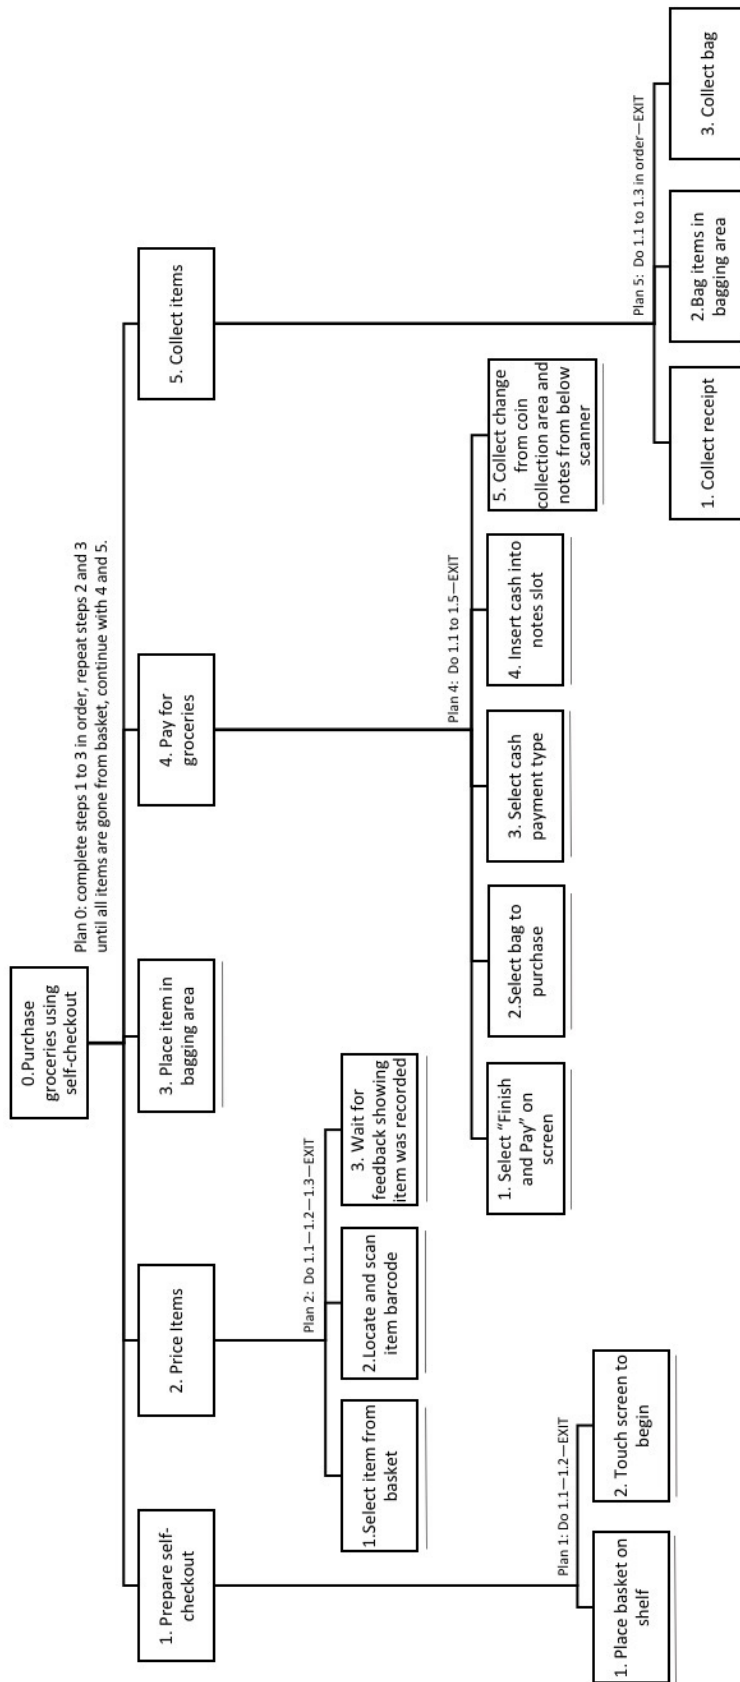 0.Purchase
groceries using
self-checkout
Plan 0: complete steps 1 to 3 in order, repeat steps 2 and 3
until all items are gone from basket, continue with 4 and 5.
1. Prepare self-
checkout
2. Price Items
3. Place item in
bagging area
4. Pay for
groceries
5. Collect items
Plan 2: Do 1.1—1.2—1.3—EXIT
1.Select item from
basket
2.Locate and scan
item barcode
3. Wait for
feedback showing
item was recorded
Plan 4: Do 1.1 to 1.5—EXIT
1. Select “Finish
and Pay” on
screen
2.Select bag to
purchase
3. Select cash
payment type
4. Insert cash into
notes slot
5. Collect change
from coin
collection area and
notes from below
scanner
Plan 1: Do 1.1—1.2—EXIT
1. Place basket on
shelf
2. Touch screen to
begin
Plan 5: Do 1.1 to 1.3 in order—EXIT
1. Collect receipt
2.Bag items in
bagging area
3. Collect bag